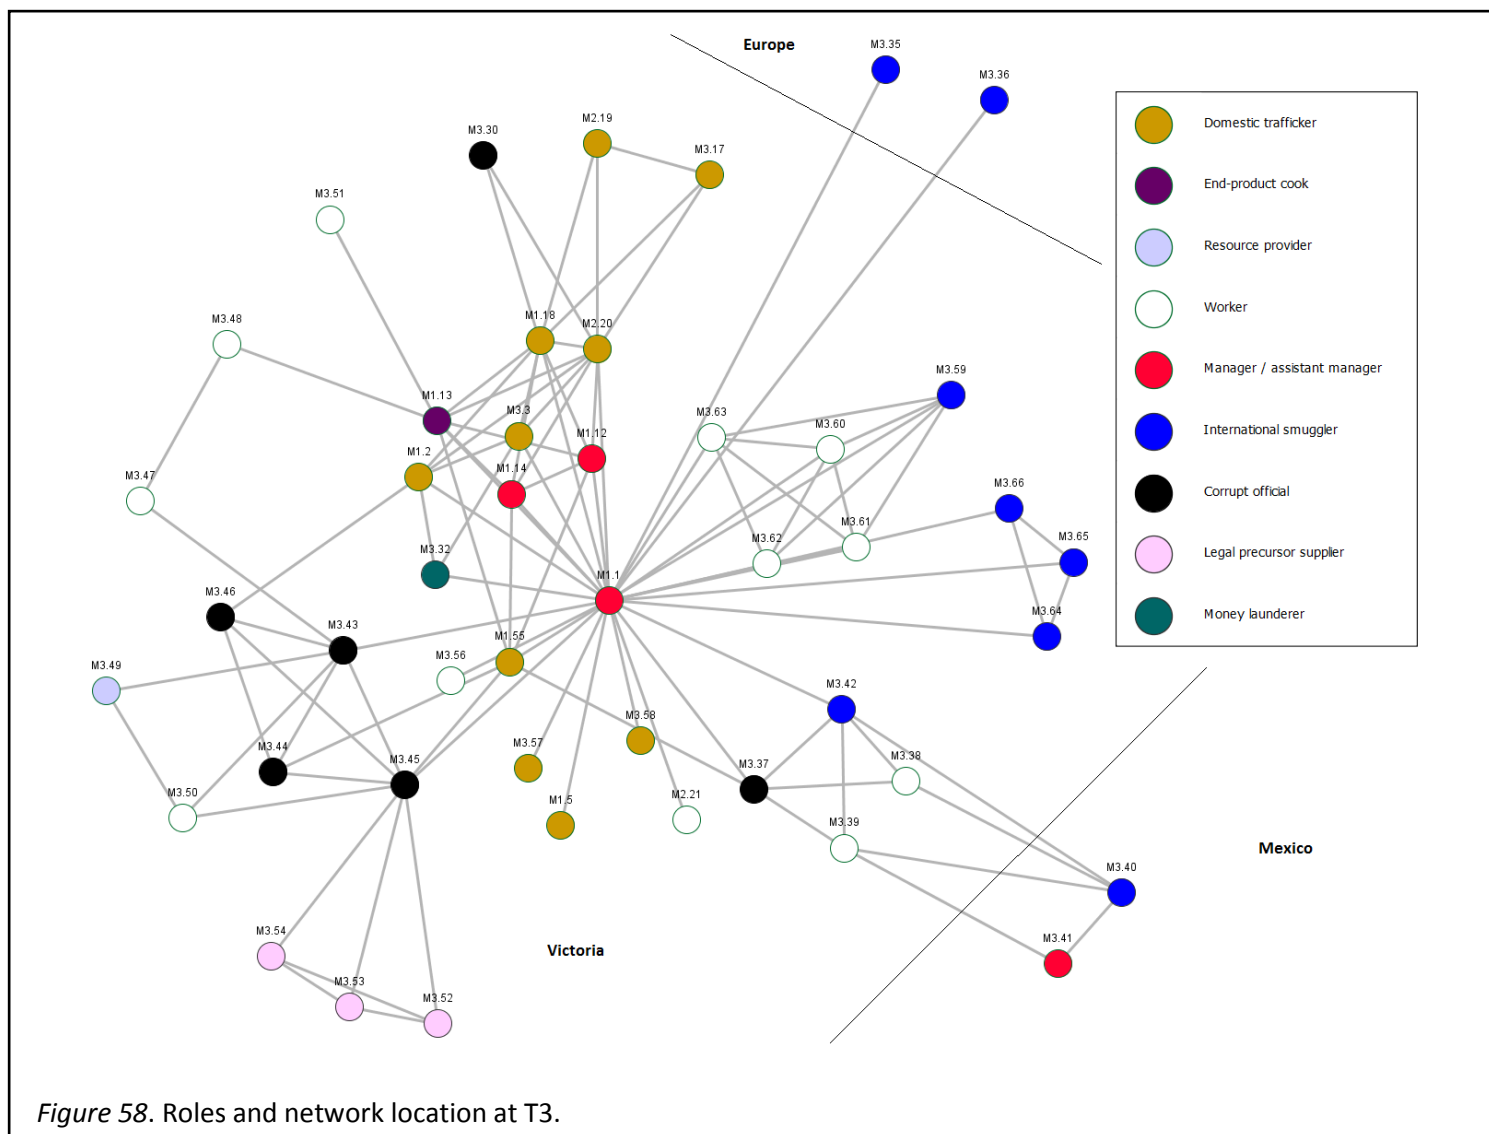 Europe
M3.35
M3.36
M3.30
M2.19
M3.17
M3.51
Domestic trafficker
End-product cook
Resource provider
Worker
Manager / assistant manager
International smuggler
Corrupt official
Legal precursor supplier
Money launderer
M3.48
M1.18
M2.20
M3.59
M1.13
M3.3
M1.12
M3.63
M3.60
M1.2
M1.14
M3.47
M3.66
M3.61
M3.62
M3.65
M3.32
M1.1
M3.64
M3.46
M3.43
M1.55
M3.56
M3.49
M3.42
M3.58
M3.44
M3.57
M3.45
M3.37
M3.38
M3.50
M1.5
M2.21
M3.39
Mexico
M3.40
M3.54
Victoria
M3.41
M3.53
M3.52
Figure 58. Roles and network location at T3.